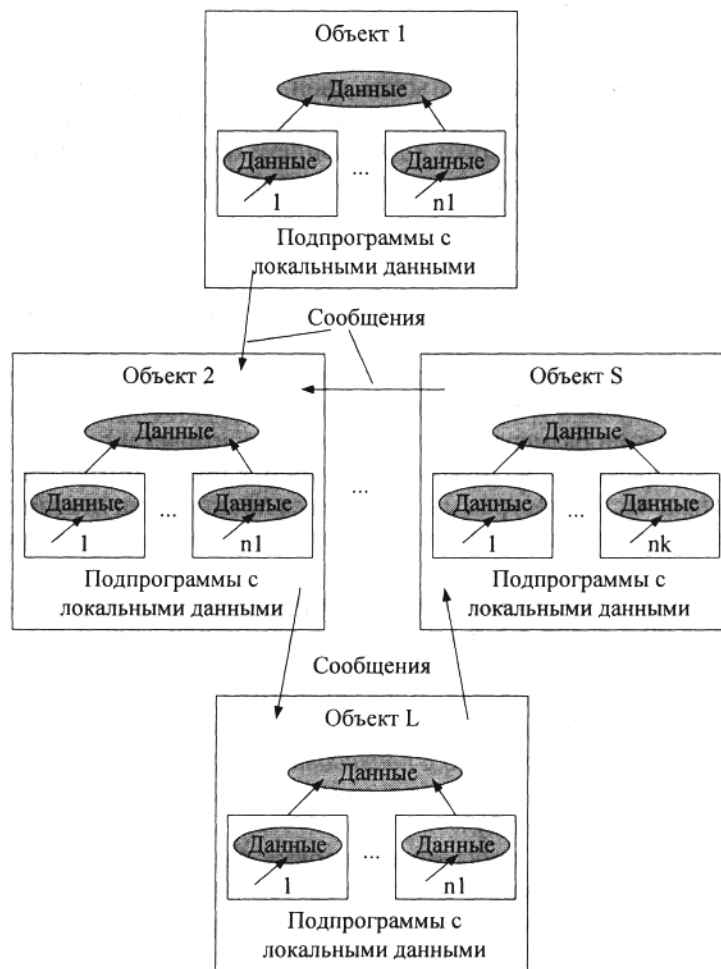 Объект 1
Данные
Данные
Данные
...
1
n1
Подпрограммы с
локальными данными
Сообщения
Объект 2
Данные
Данные
Данные
...
1
n1
Подпрограммы с
локальными данными
...
Объект S
Данные
Данные
Данные
...
1
nk
Подпрограммы с
локальными данными
Сообщения
Объект L
Данные
Данные
Данные
...
1
n1
Подпрограммы с
локальными данными